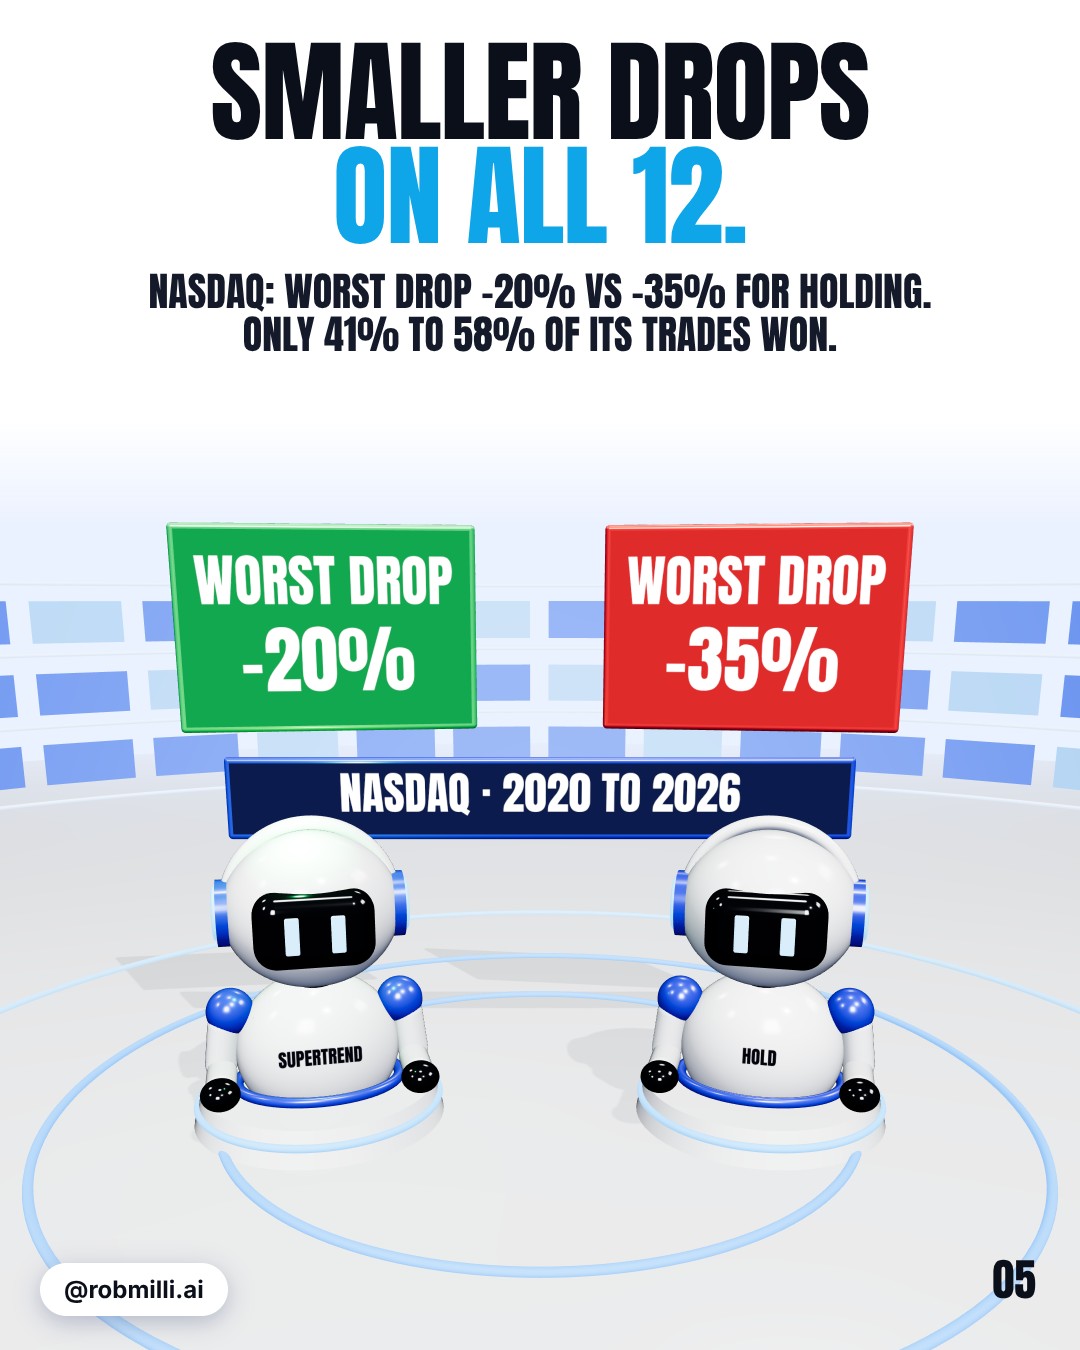 SMALLER DROPS
ON ALL 12.
NASDAQ: WORST DROP -20% VS -35% FOR HOLDING.
ONLY 41% TO 58% OF ITS TRADES WON.
WORST DROP
-20%
WORST DROP
-35%
NASDAQ · 2020 TO 2026
SUPERTREND
HOLD
@robmilli.ai
05